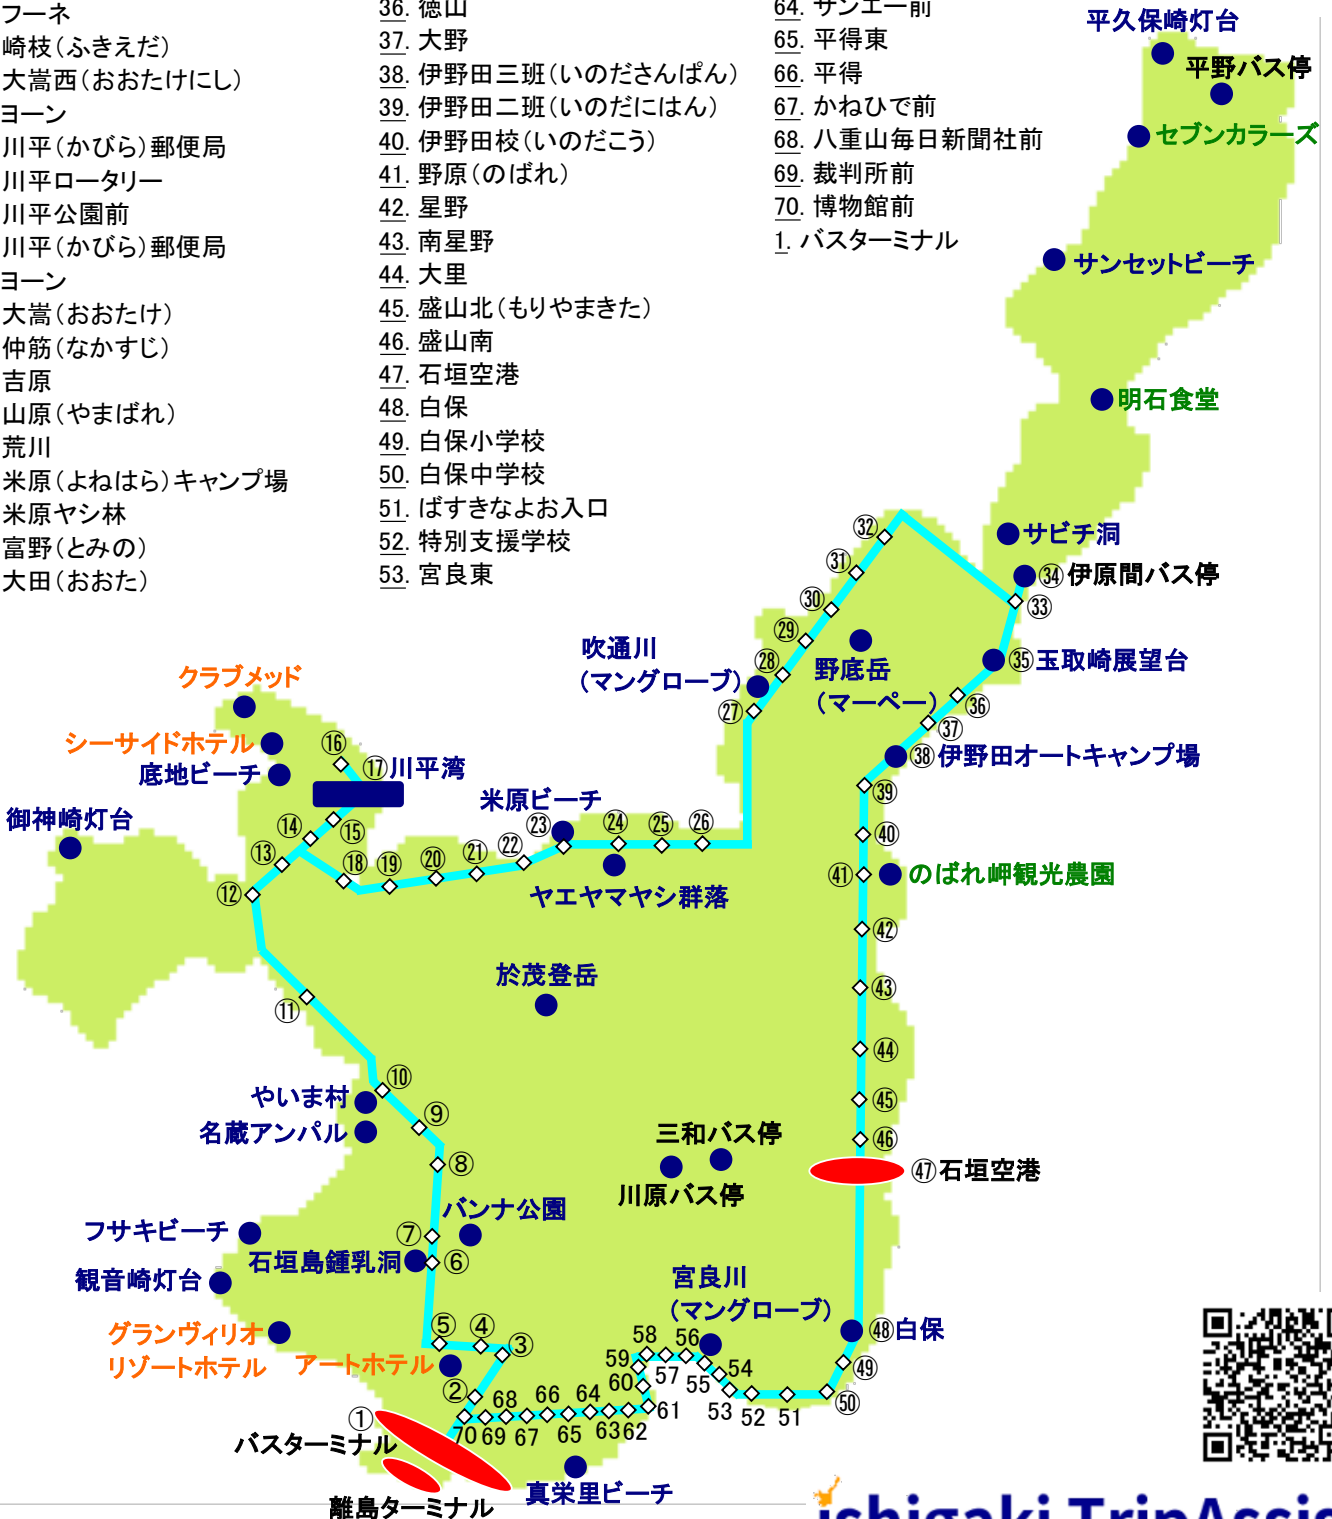 フーネ
崎枝（ふきえだ）
大嵩西（おおたけにし）
ヨーン
川平（かびら）郵便局
川平ロータリー
川平公園前
川平（かびら）郵便局
ヨーン
大嵩（おおたけ）
仲筋（なかすじ）
吉原
山原（やまばれ）
荒川
米原（よねはら）キャンプ場
米原ヤシ林
富野（とみの）
大田（おおた）
36. 徳山
37. 大野
38. 伊野田三班（いのださんぱん）
39. 伊野田二班（いのだにはん）
40. 伊野田校（いのだこう）
41. 野原（のばれ）
42. 星野
43. 南星野
44. 大里
45. 盛山北（もりやまきた）
46. 盛山南
47. 石垣空港
48. 白保
49. 白保小学校
50. 白保中学校
51. ばすきなよお入口
52. 特別支援学校
53. 宮良東
64. サンエー前
65. 平得東
66. 平得
67. かねひで前
68. 八重山毎日新聞社前
69. 裁判所前
70. 博物館前
1. バスターミナル
平久保崎灯台
平野バス停
セブンカラーズ
サンセットビーチ
明石食堂
サビチ洞
㉞伊原間バス停
㉝
㉜
㉛
㉚
㉙
㉘
㉗
吹通川
（マングローブ）
野底岳
（マーペー）
㉟玉取崎展望台
㊱
㊲
㊳伊野田オートキャンプ場
㊴
㊵
㊶
のばれ岬観光農園
㊷
㊸
㊹
㊺
㊻
㊼石垣空港
クラブメッド
シーサイドホテル
底地ビーチ
御神崎灯台
⑯
⑰川平湾
⑮
⑭
⑬
⑫
⑱
⑲
⑳
㉑
㉒
㉓
㉔
㉕
㉖
米原ビーチ
ヤエヤマヤシ群落
於茂登岳
⑪
⑩
⑨
⑧
⑦
⑥
⑤
④
③
②
①
やいま村
名蔵アンパル
三和バス停
川原バス停
バンナ公園
フサキビーチ
石垣島鍾乳洞
観音崎灯台
グランヴィリオ
リゾートホテル
アートホテル
宮良川
（マングローブ）
㊽白保
㊾
㊿
58
56
59
57
55
54
60
53
52
51
61
68
66
64
70
69
67
65
63
62
バスターミナル
離島ターミナル
真栄里ビーチ
ishigaki TripAssis